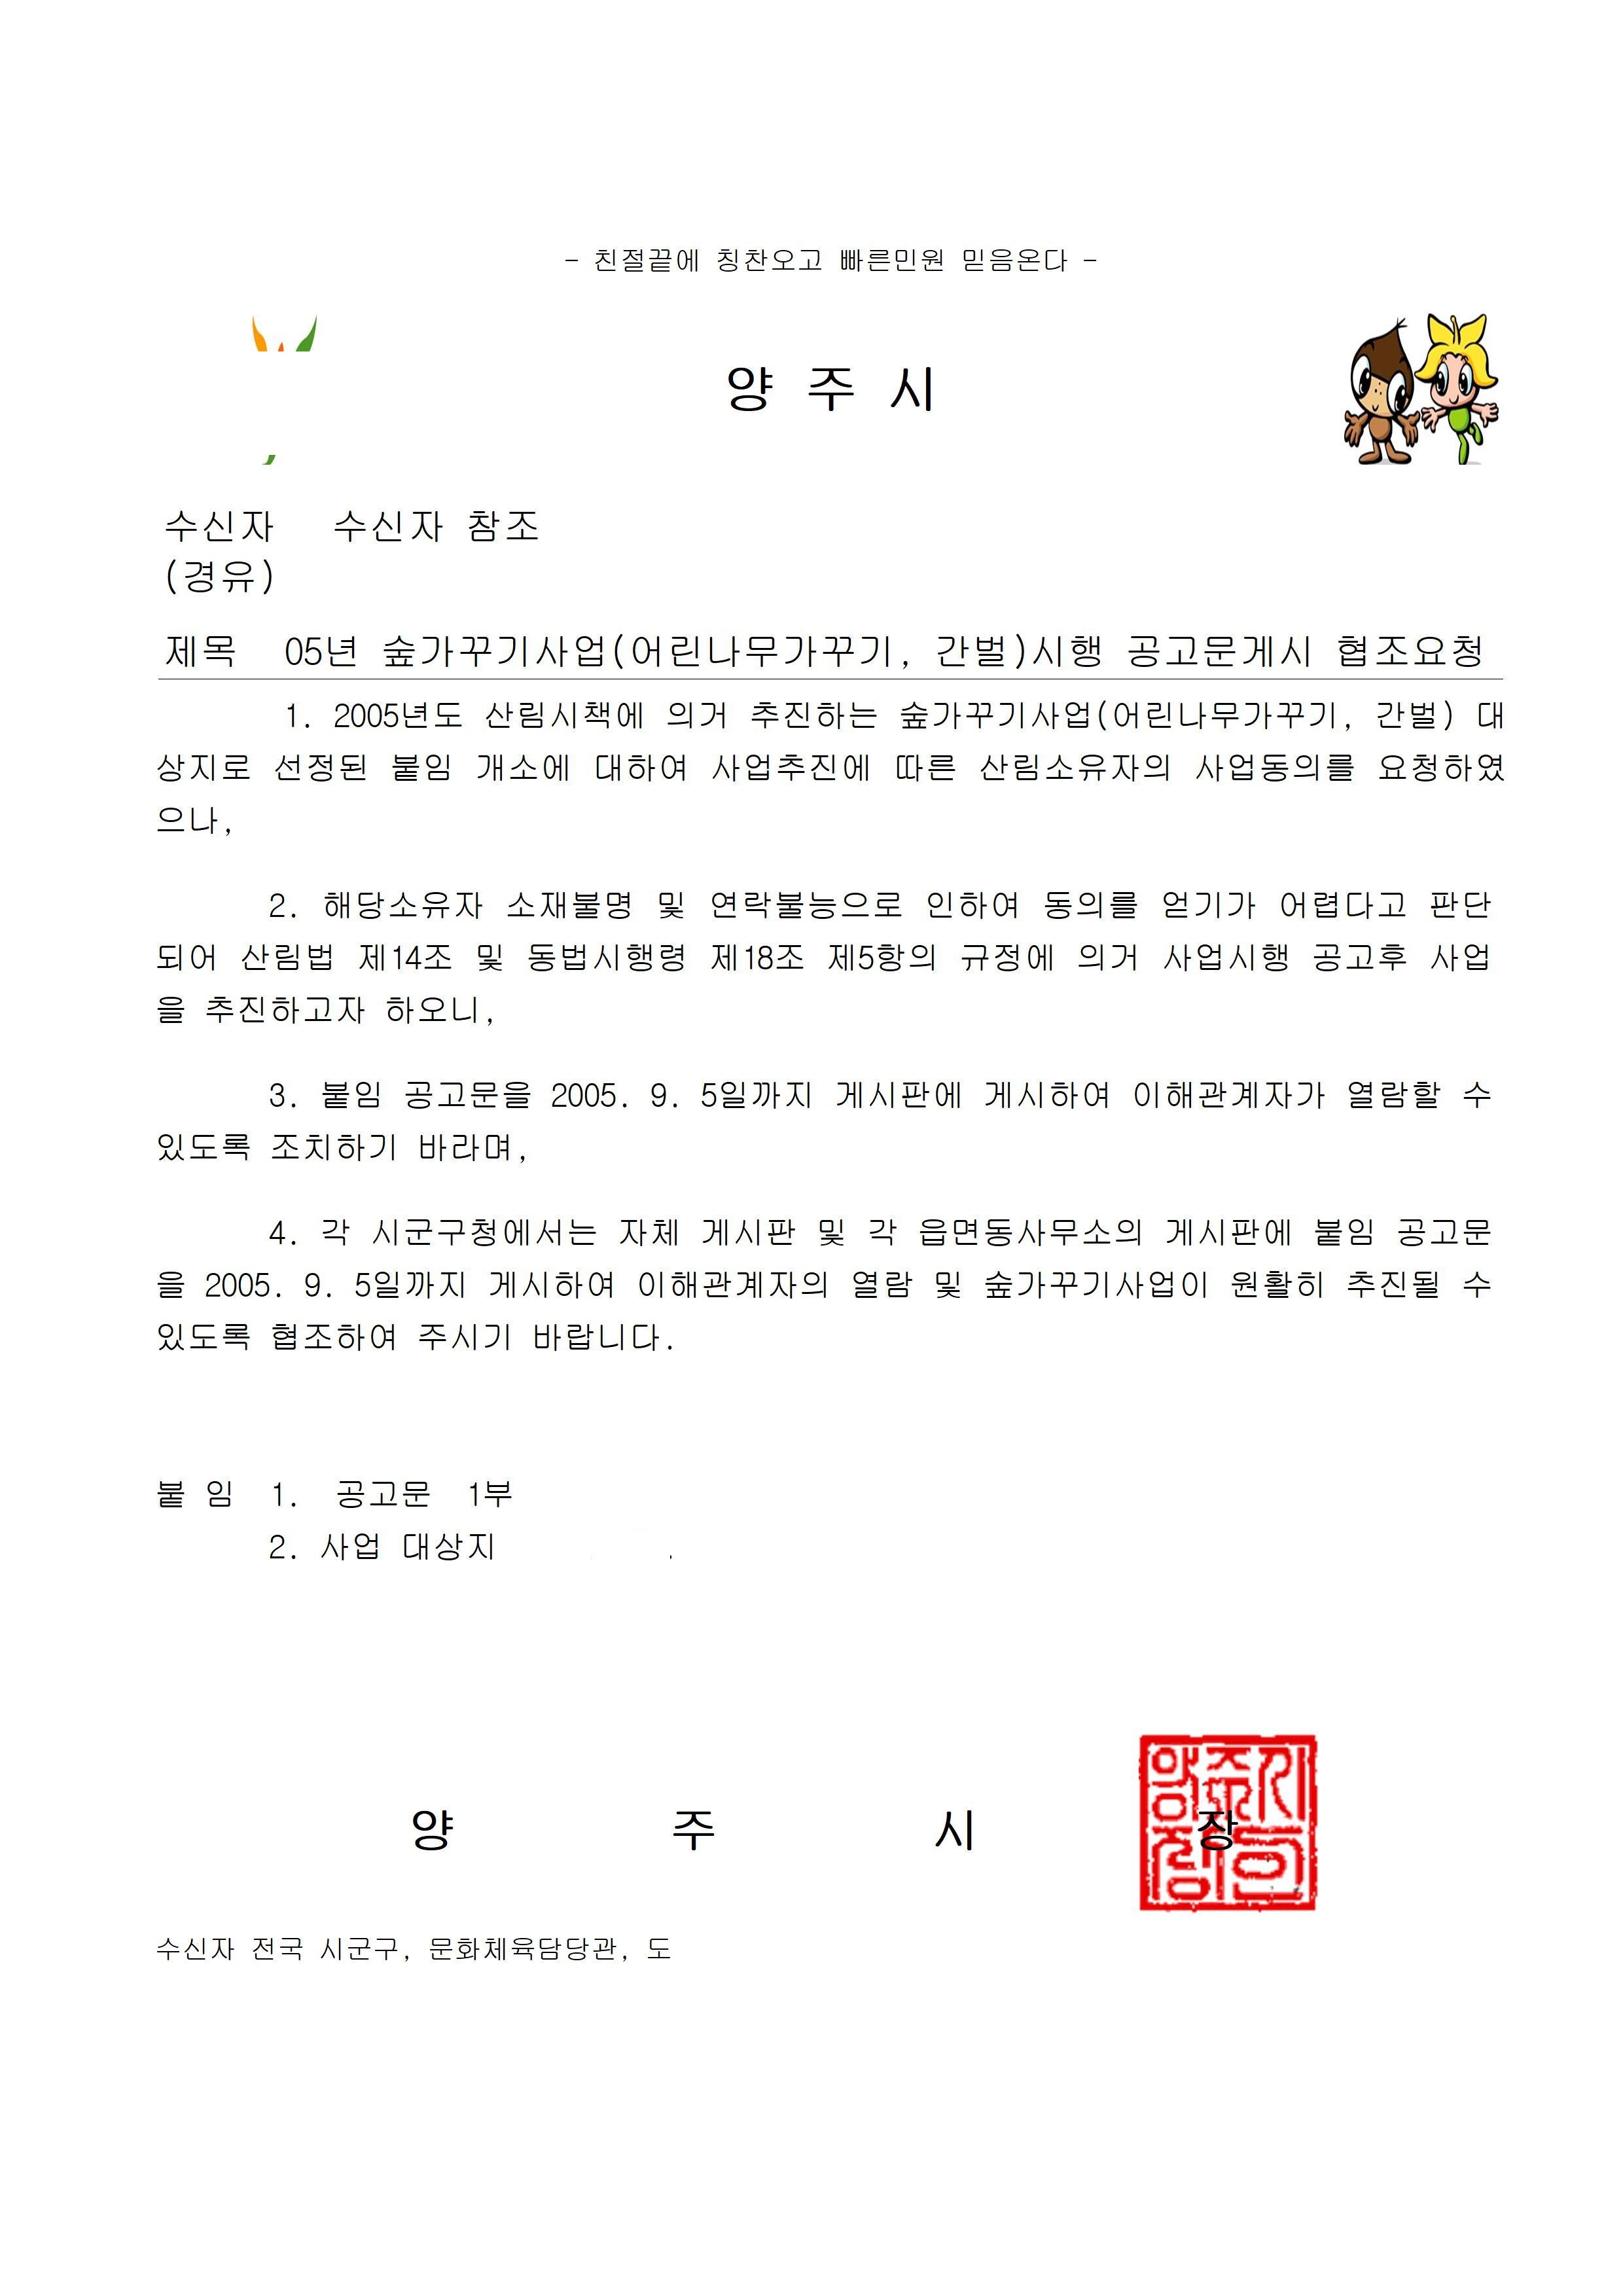 - 친절끝에 칭찬오고 빠른민원 믿음온다 -
양 주 시
수신자 수신자 참조
(경유)
제목 05년 숲가꾸기사업(어린나무가꾸기, 간벌)시행 공고문게시 협조요청
1. 2005년도 산림시책에 의거 추진하는 숲가꾸기사업(어린나무가꾸기, 간벌) 대
상지로 선정된 붙임 개소에 대하여 사업추진에 따른 산림소유자의 사업동의를 요청하였
으나,
2. 해당소유자 소재불명 및 연락불능으로 인하여 동의를 얻기가 어렵다고 판단
되어 산림법 제14조 및 동법시행령 제18조 제5항의 규정에 의거 사업시행 공고후 사업
을 추진하고자 하오니,
3. 붙임 공고문을 2005. 9. 5일까지 게시판에 게시하여 이해관계자가 열람할 수
있도록 조치하기 바라며,
4. 각 시군구청에서는 자체 게시판 및 각 읍면동사무소의 게시판에 붙임 공고문
을 2005. 9. 5일까지 게시하여 이해관계자의 열람 및 숲가꾸기사업이 원활히 추진될 수
있도록 협조하여 주시기 바랍니다.
붙 임 1. 공고문 1부
2. 사업 대상지
양 주 시 장
양주시
장인
수신자 전국 시군구, 문화체육담당관, 도